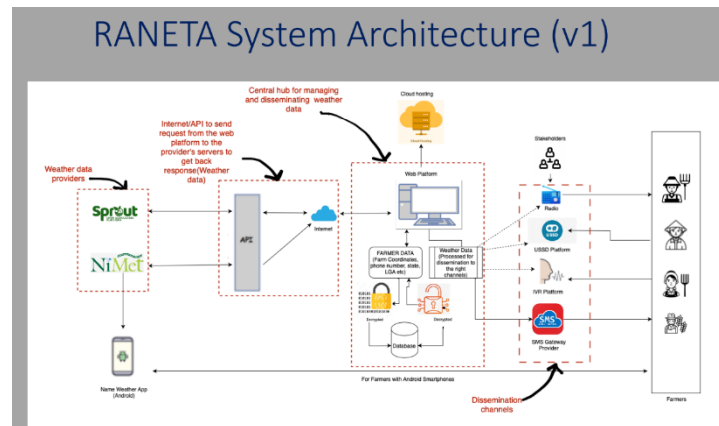 RANETA System Architecture (v1)
Central hub for managing
and disseminating weather
data
Cloud hosting
Cloud Hosting
Internet/API to send
request from the web
platform to the
provider's servers to
get back
response(Weather
data)
Weather data
providers
Stakeholders
Web Platform
Sprout
NiMet
API
Internet
Radio
USSD
USSD Platform
FARMER DATA
(Farm Coordinates,
phone number, state,
LGA etc)
Weather Data
(Processed for
dissemination to
the right
channels)
IVR Platform
Encrypted
Decrypted
SMS
SMS Gateway
Provider
Database
Name Weather App
(Android)
For Farmers with Android Smartphones
Dissemination
channels
Farmers